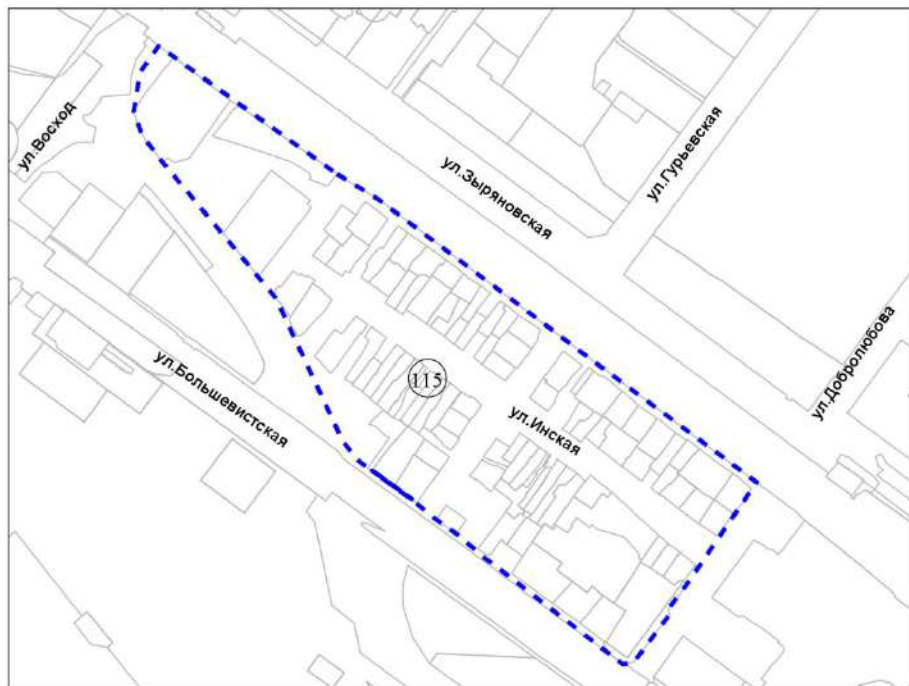 ул.Восход
ул.Зыряновская
ул.Гурьевская
ул.Добролюбова
ул.Большевистская
115
ул.Инская